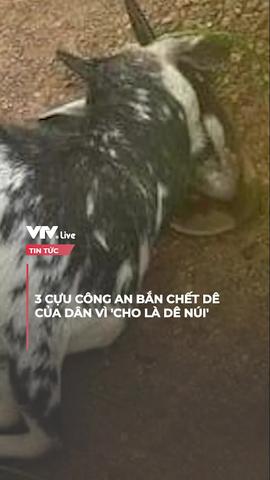 VTV Live
TIN TỨC
3 CỰU CÔNG AN BẮN CHẾT DÊ
CỦA DÂN VÌ 'CHO LÀ DÊ NÚI'